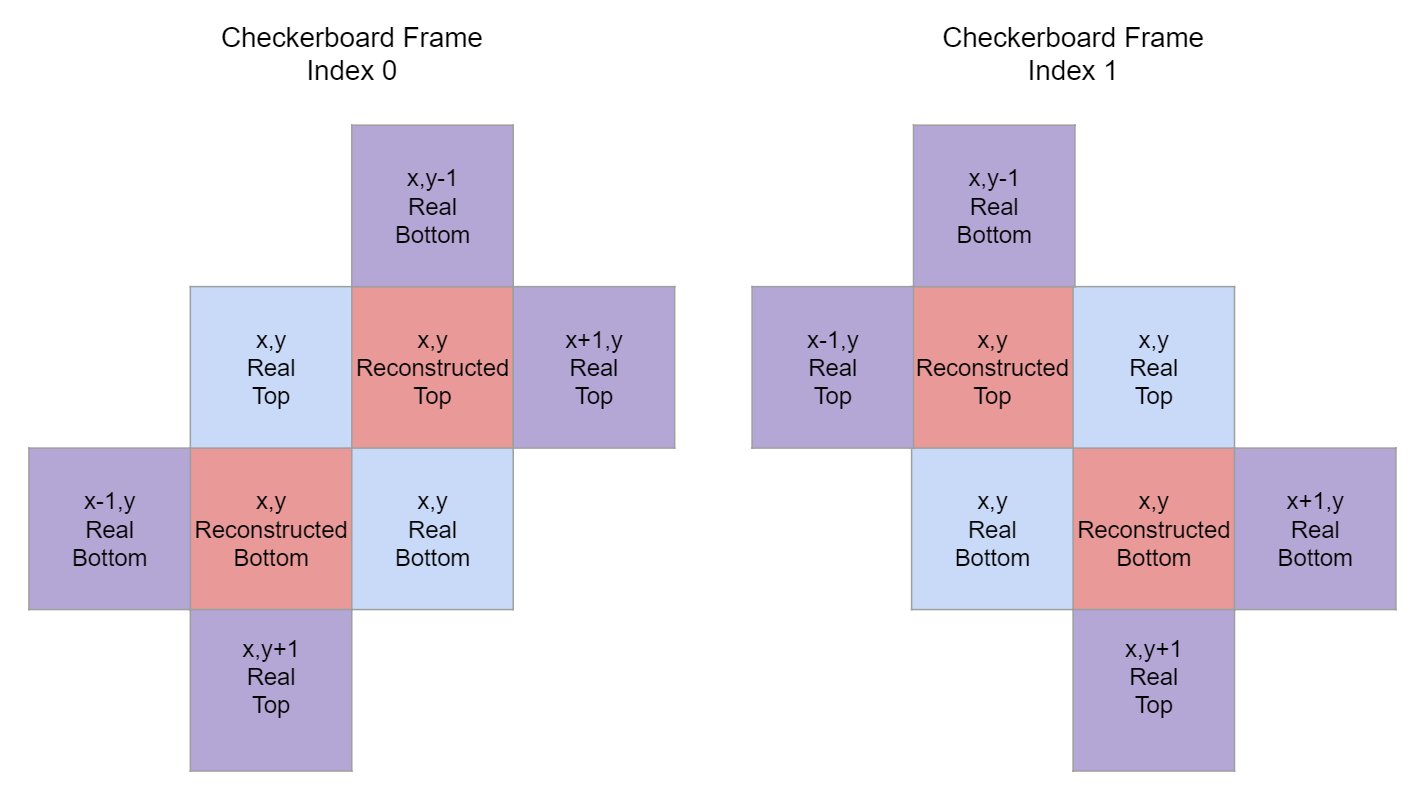 Checkerboard Frame
Index 0
x,y-1
Real
Bottom
x,y
Real
Top
x,y
Reconstructed
Top
x+1,y
Real
Top
x-1,y
Real
Bottom
x,y
Reconstructed
Bottom
x,y
Real
Bottom
x,y+1
Real
Top
Checkerboard Frame
Index 1
x,y-1
Real
Bottom
x-1,y
Real
Top
x,y
Reconstructed
Top
x,y
Real
Top
x,y
Real
Bottom
x,y
Reconstructed
Bottom
x+1,y
Real
Bottom
x,y+1
Real
Top